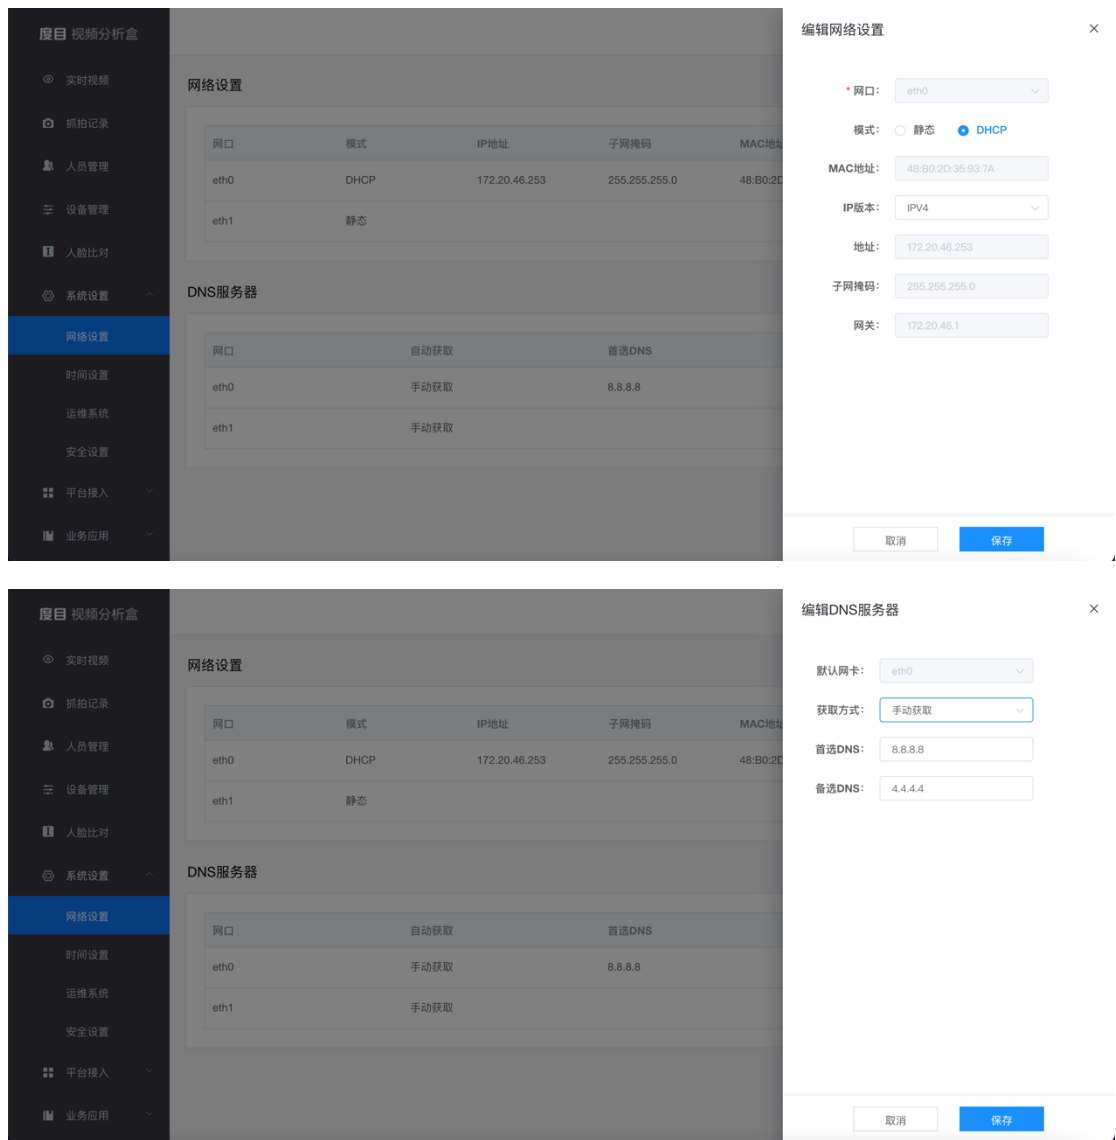 度目 视频分析盒
实时视频
抓拍记录
人员管理
设备管理
人脸比对
系统设置
网络设置
时间设置
运维系统
安全设置
平台接入
业务应用
网络设置
网口 模式 IP地址 子网掩码 MAC地
eth0 DHCP 172.20.46.253 255.255.255.0 48:B0:2D
eth1 静态
DNS服务器
网口 自动获取 首选DNS
eth0 手动获取 8.8.8.8
eth1 手动获取
编辑网络设置 ×
* 网口: eth0
模式: 静态 DHCP
MAC地址: 48:B0:2D:35:93:7A
IP版本: IPV4
地址: 172.20.46.253
子网掩码: 255.255.255.0
网关: 172.20.46.1
取消 保存
度目 视频分析盒
实时视频
抓拍记录
人员管理
设备管理
人脸比对
系统设置
网络设置
时间设置
运维系统
安全设置
平台接入
业务应用
网络设置
网口 模式 IP地址 子网掩码 MAC地
eth0 DHCP 172.20.46.253 255.255.255.0 48:B0:2D
eth1 静态
DNS服务器
网口 自动获取 首选DNS
eth0 手动获取 8.8.8.8
eth1 手动获取
编辑DNS服务器 ×
默认网卡: eth0
获取方式: 手动获取
首选DNS: 8.8.8.8
备选DNS: 4.4.4.4
取消 保存